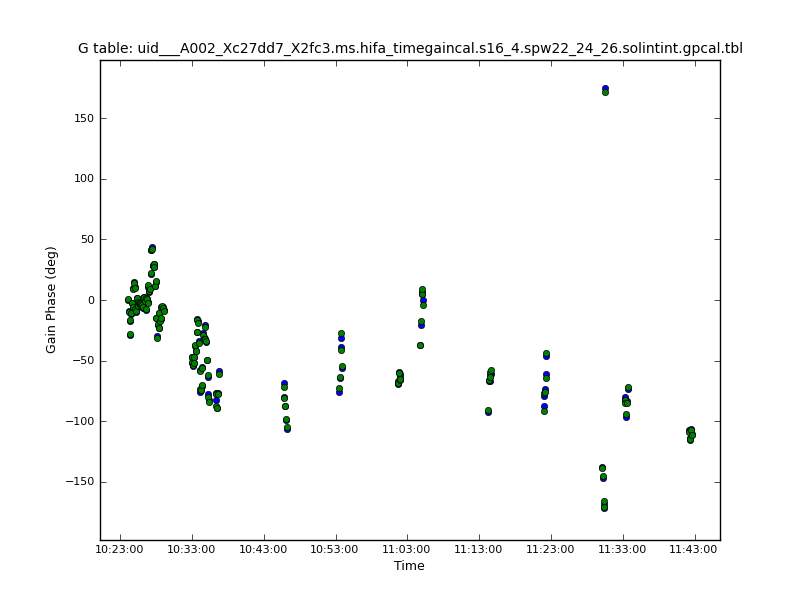 G table: uid___A002_Xc27dd7_X2fc3.ms.hifa_timegaincal.s16_4.spw22_24_26.solintint.gpcal.tbl
150
100
50
0
−50
−100
−150
Gain Phase (deg)
10:23:00 10:33:00 10:43:00 10:53:00 11:03:00 11:13:00 11:23:00 11:33:00 11:43:00
Time